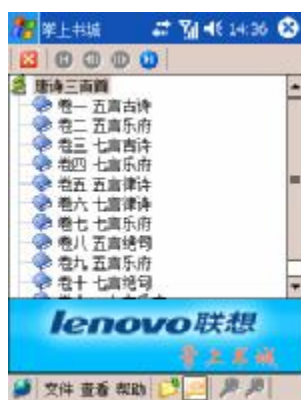 掌上书城 14:36
唐诗三百首
卷一 五言古诗
卷二 五言乐府
卷三 七言古诗
卷四 七言乐府
卷五 五言律诗
卷六 七言律诗
卷七 七言乐府
卷八 五言绝句
卷九 五言乐府
卷十 七言绝句
lenovo联想
掌上书城
文件 查看 帮助